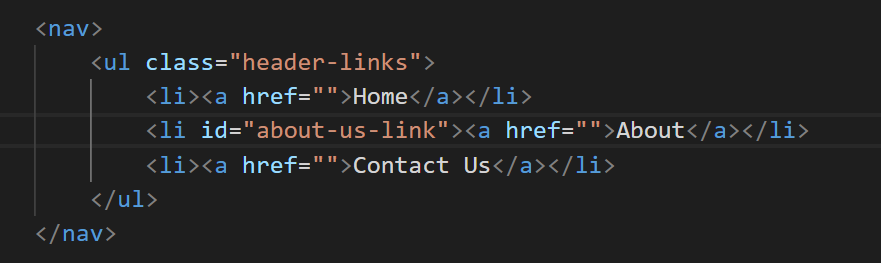 <nav>
<ul class="header-links">
<li><a href="">Home</a></li>
<li id="about-us-link"><a href="">About</a></li>
<li><a href="">Contact Us</a></li>
</ul>
</nav>